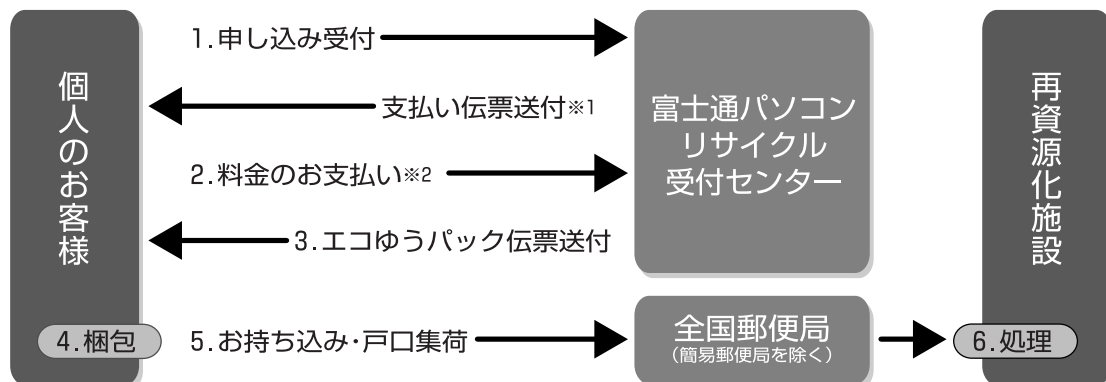 個人のお客様
1.申し込み受付
支払い伝票送付※1
2.料金のお支払い※2
3.エコゆうパック伝票送付
富士通パソコン
リサイクル
受付センター
再資源化施設
4.梱包
5.お持ち込み・戸口集荷
全国郵便局
(簡易郵便局を除く)
6.処理